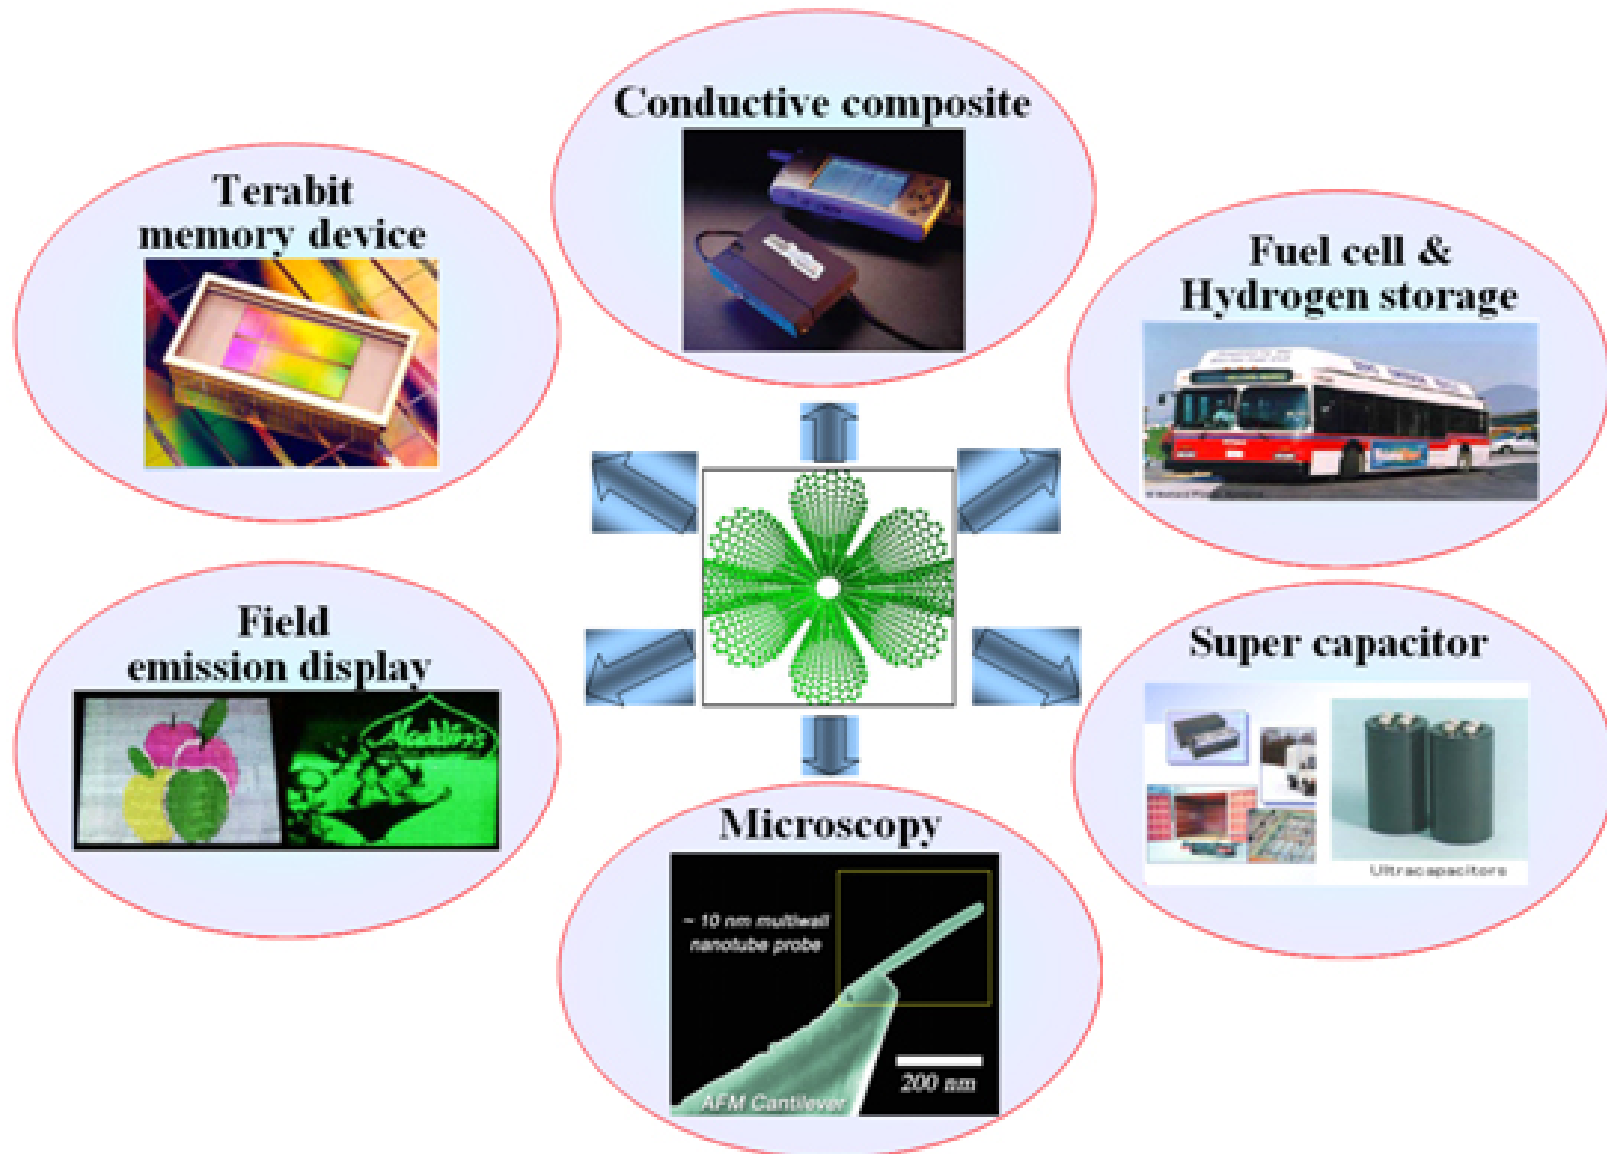 Conductive composite
Terabit
memory device
Fuel cell &
Hydrogen storage
Field
emission display
Aladdin's
Super capacitor
Ultracapacitors
Microscopy
~ 10 nm multiwall
nanotube probe
200 nm
AFM Cantilever